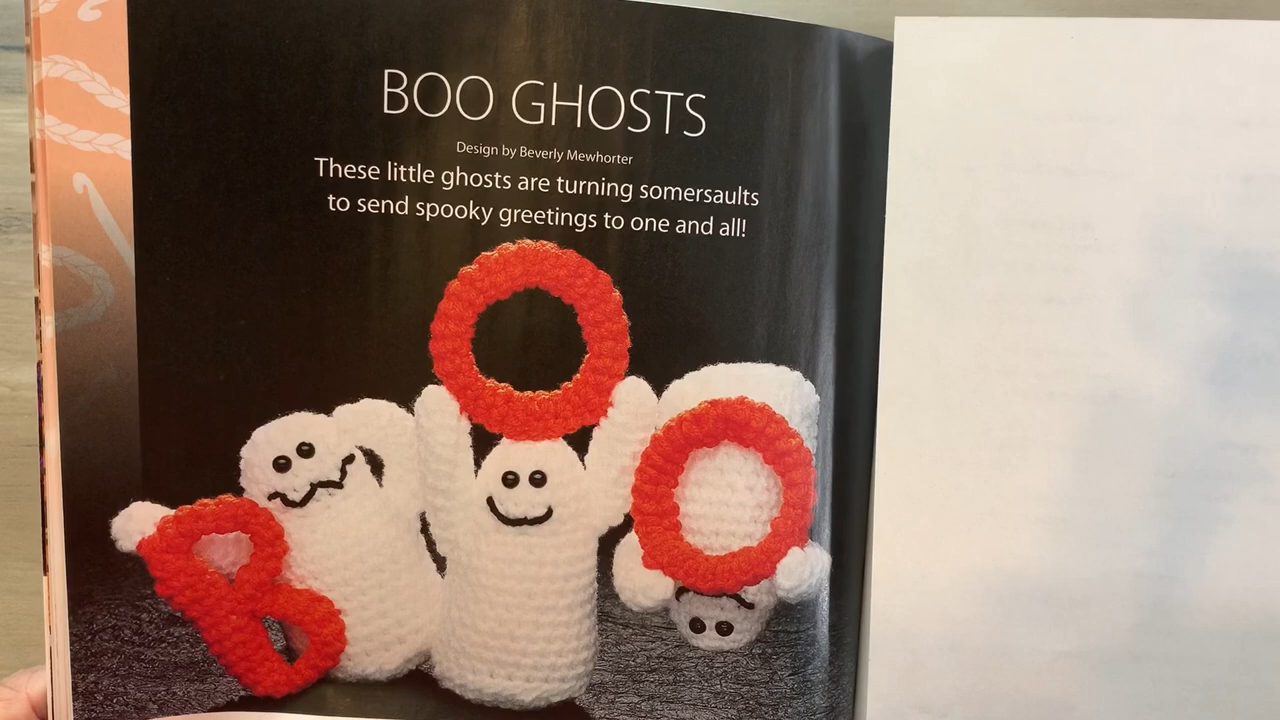 BOO GHOSTS
Design by Beverly Mewhorter
These little ghosts are turning somersaults
to send spooky greetings to one and all!
BOO